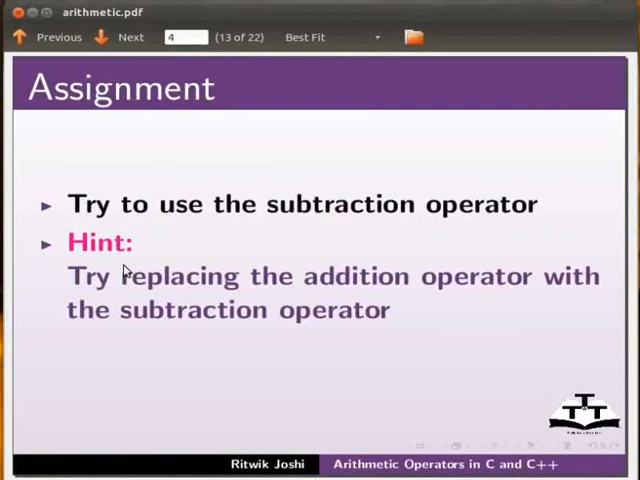 arithmetic.pdf
Previous Next 4 (13 of 22) Best Fit
Assignment
Try to use the subtraction operator
Hint:
Try replacing the addition operator with
the subtraction operator
Ritwik Joshi Arithmetic Operators in C and C++